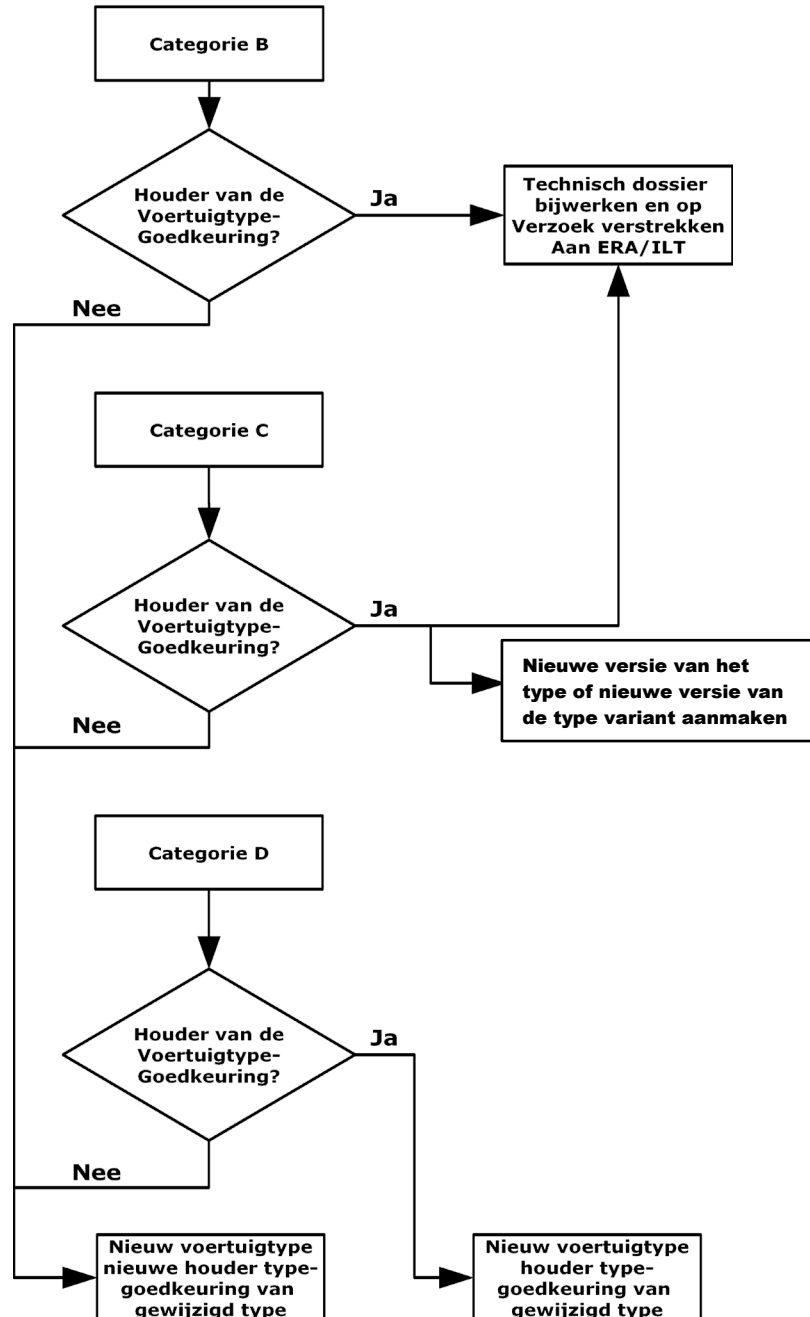 Categorie B
Houder van de
Voertuigtype-
Goedkeuring?
Ja
Technisch dossier
bijwerken en op
Verzoek verstrekken
Aan ERA/ILT
Nee
Categorie C
Houder van de
Voertuigtype-
Goedkeuring?
Ja
Nieuwe versie van het
type of nieuwe versie van
de type variant aanmaken
Nee
Categorie D
Houder van de
Voertuigtype-
Goedkeuring?
Ja
Nee
Nieuw voertuigtype
nieuwe houder type-
goedkeuring van
gewijzigd type
Nieuw voertuigtype
houder type-
goedkeuring van
gewijzigd type